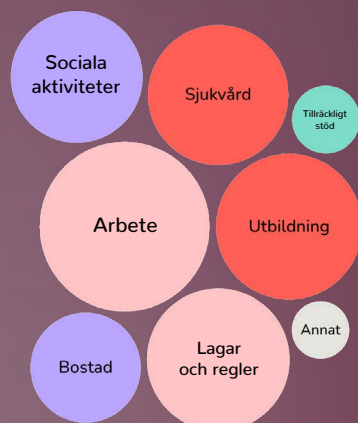 Sociala
aktiviteter
Sjukvård
Tillräckligt
stöd
Arbete
Utbildning
Annat
Lagar
och regler
Bostad